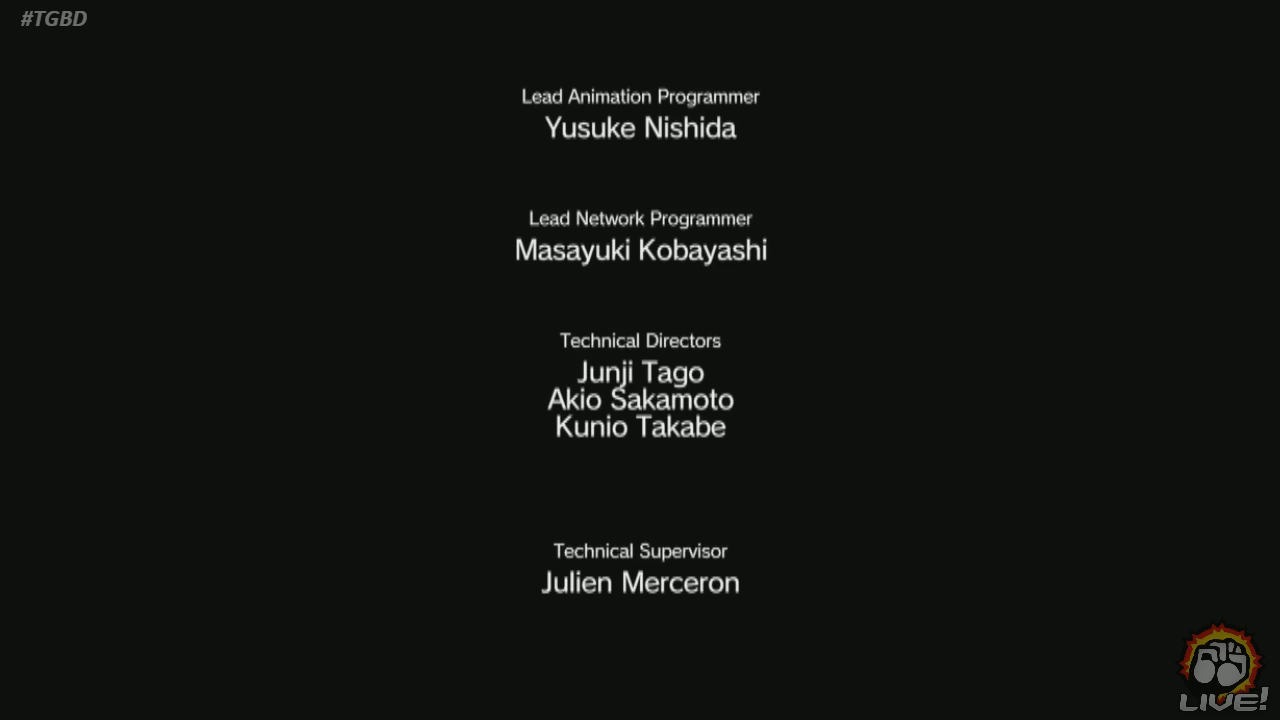 #TGBD
Lead Animation Programmer
Yusuke Nishida
Lead Network Programmer
Masayuki Kobayashi
Technical Directors
Junji Tago
Akio Sakamoto
Kunio Takabe
Technical Supervisor
Julien Merceron
LIVE!